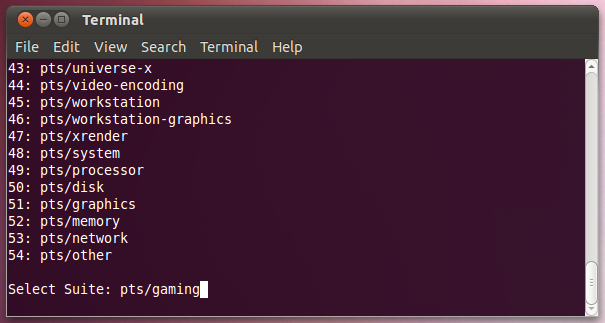 Terminal
File Edit View Search Terminal Help
43: pts/universe-x
44: pts/video-encoding
45: pts/workstation
46: pts/workstation-graphics
47: pts/xrender
48: pts/system
49: pts/processor
50: pts/disk
51: pts/graphics
52: pts/memory
53: pts/network
54: pts/other
Select Suite: pts/gaming